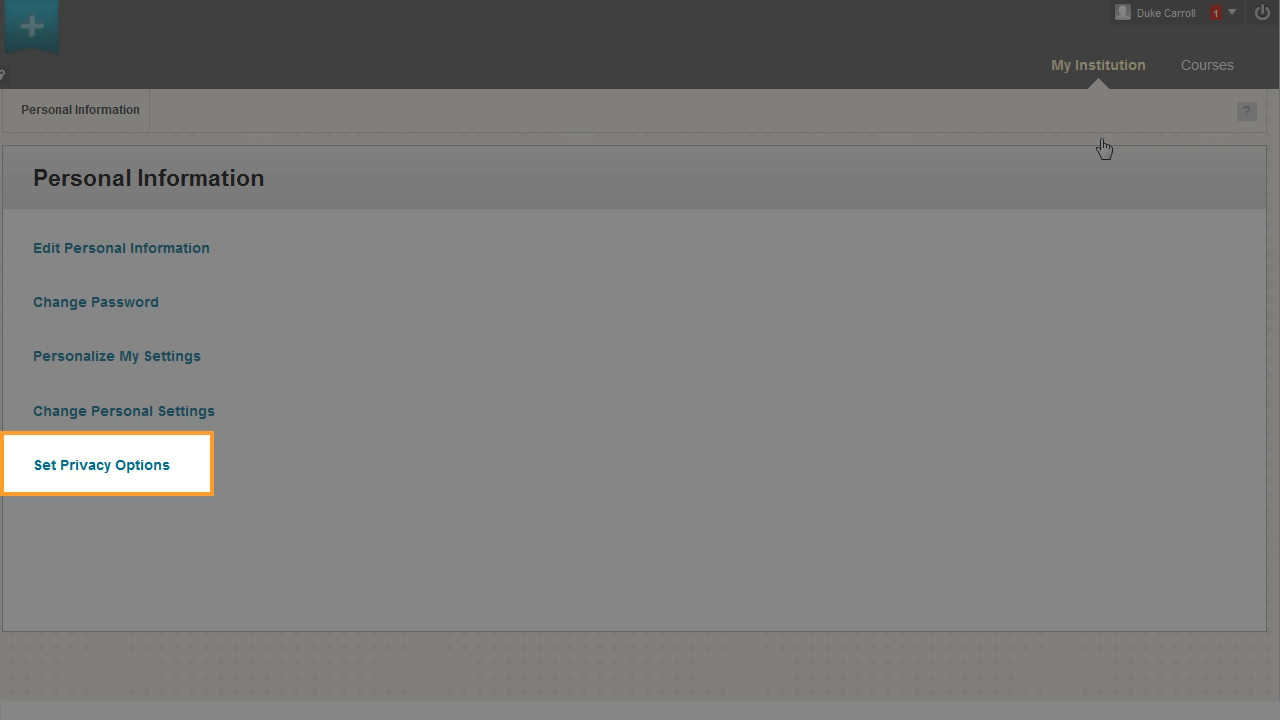 Duke Carroll 1
My Institution Courses
Personal Information ?
Personal Information
Edit Personal Information
Change Password
Personalize My Settings
Change Personal Settings
Set Privacy Options